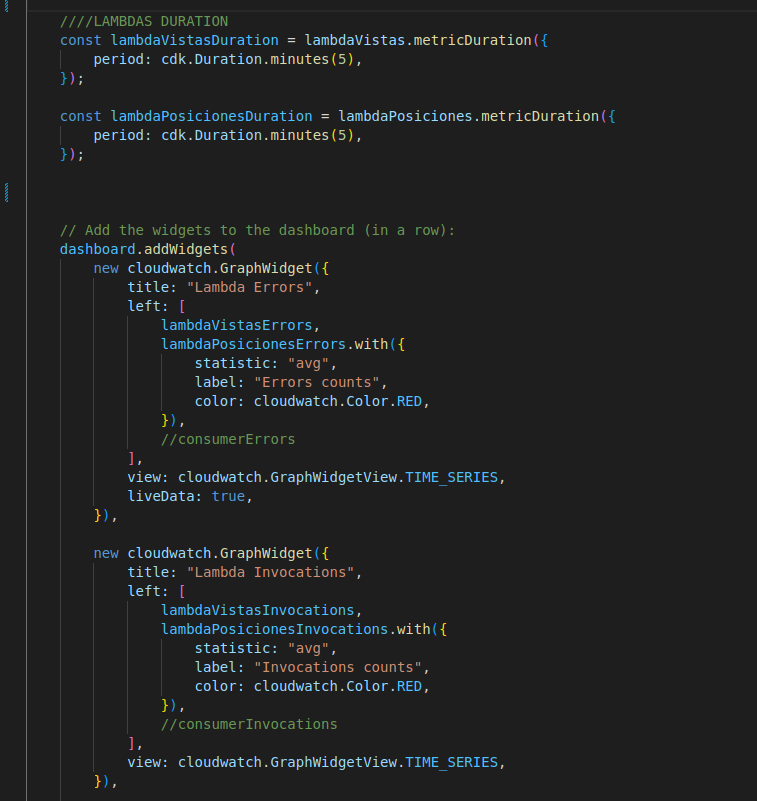 ////LAMBDAS DURATION
const lambdaVistasDuration = lambdaVistas.metricDuration({
    period: cdk.Duration.minutes(5),
});

const lambdaPosicionesDuration = lambdaPosiciones.metricDuration({
    period: cdk.Duration.minutes(5),
});

// Add the widgets to the dashboard (in a row):
dashboard.addWidgets(
    new cloudwatch.GraphWidget({
        title: "Lambda Errors",
        left: [
            lambdaVistasErrors,
            lambdaPosicionesErrors.with({
                statistic: "avg",
                label: "Errors counts",
                color: cloudwatch.Color.RED,
            }),
            //consumerErrors
        ],
        view: cloudwatch.GraphWidgetView.TIME_SERIES,
        liveData: true,
    }),

    new cloudwatch.GraphWidget({
        title: "Lambda Invocations",
        left: [
            lambdaVistasInvocations,
            lambdaPosicionesInvocations.with({
                statistic: "avg",
                label: "Invocations counts",
                color: cloudwatch.Color.RED,
            }),
            //consumerInvocations
        ],
        view: cloudwatch.GraphWidgetView.TIME_SERIES,
    }),